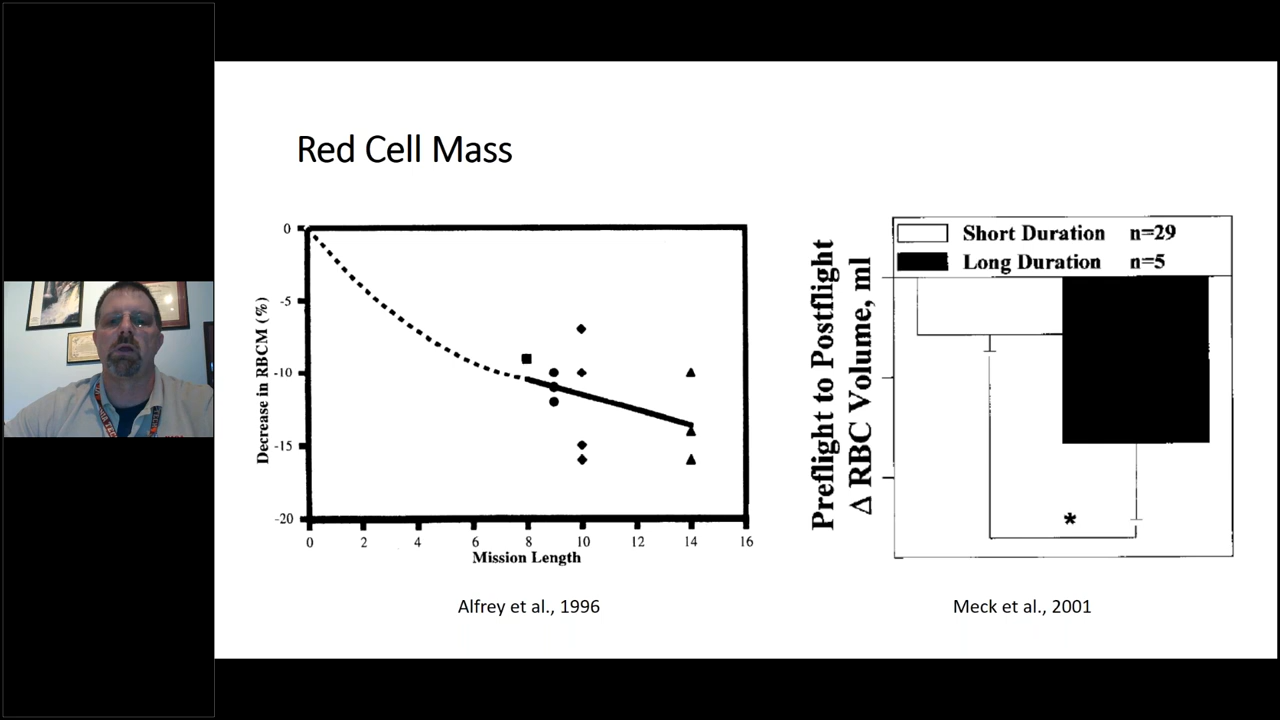 Red Cell Mass
0
-5
-10
-15
-20
Decrease in RBCM (%)
0 2 4 6 8 10 12 14 16
Mission Length
Alfrey et al., 1996
Preflight to Postflight
Δ RBC Volume, ml
Short Duration n=29
Long Duration n=5
*
Meck et al., 2001